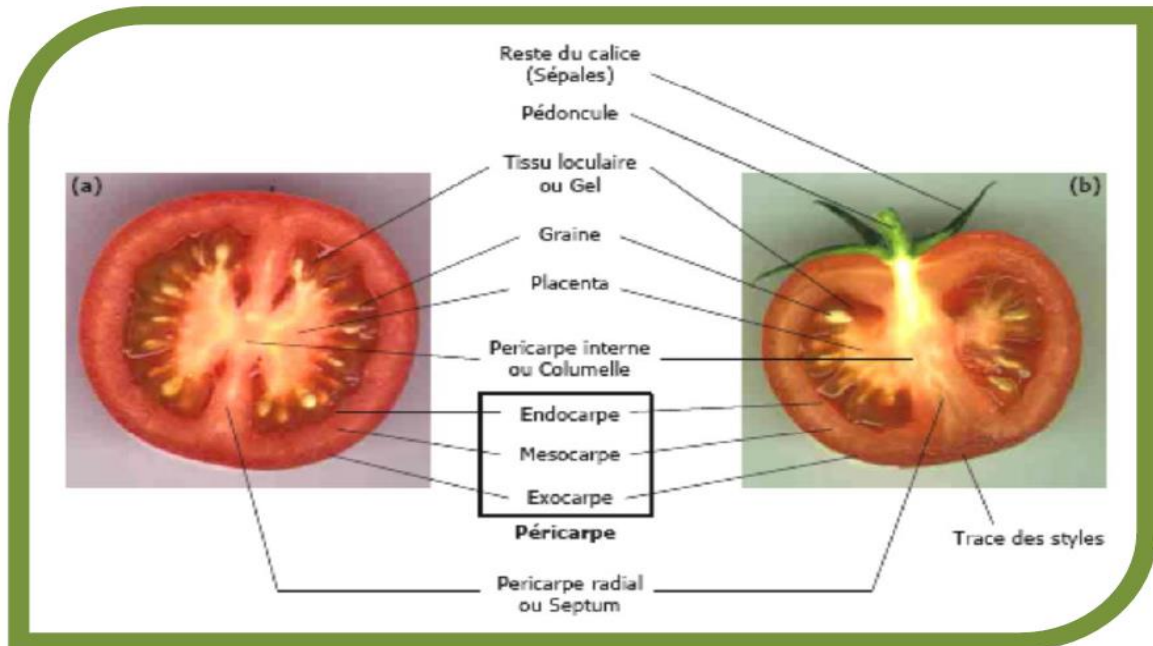 Reste du calice
(Sépales)
Pédoncule
Tissu loculaire
ou Gel
(a)
(b)
Graine
Placenta
Pericarpe interne
ou Columelle
Endocarpe
Mesocarpe
Exocarpe
Péricarpe
Trace des styles
Pericarpe radial
ou Septum